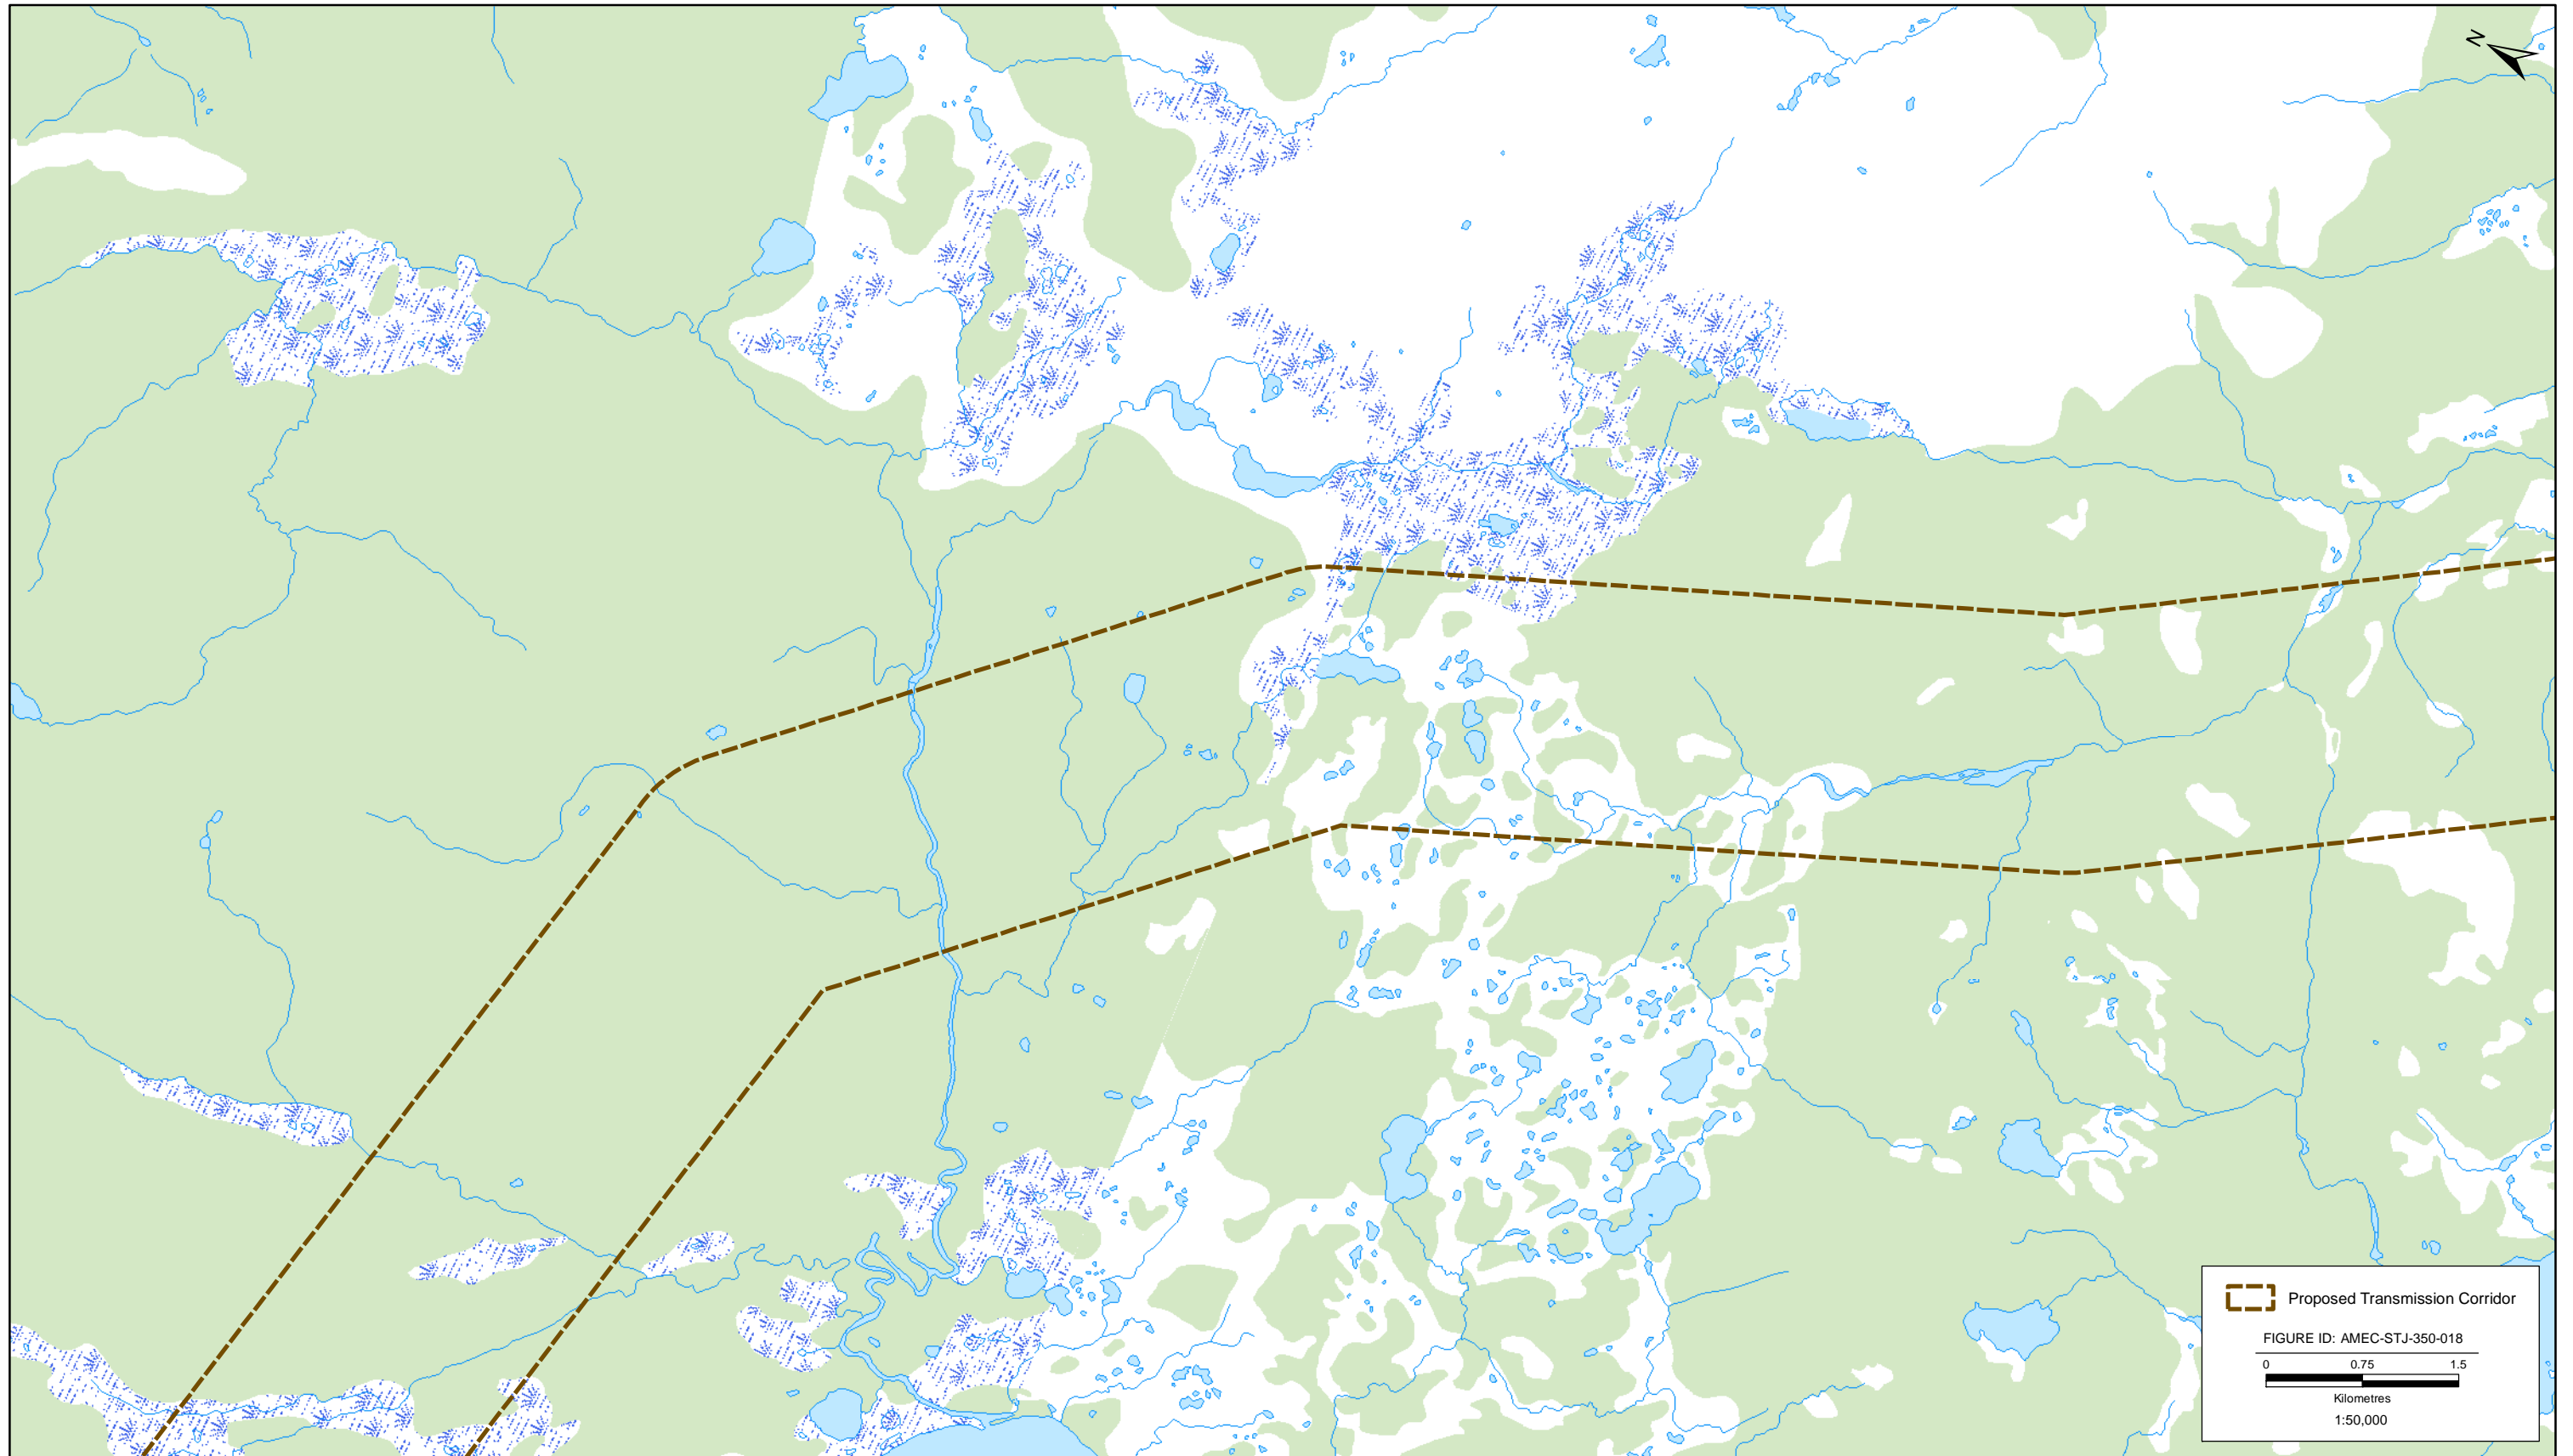 N
Proposed Transmission Corridor
FIGURE ID: AMEC-STJ-350-018
0 0.75 1.5
Kilometres
1:50,000